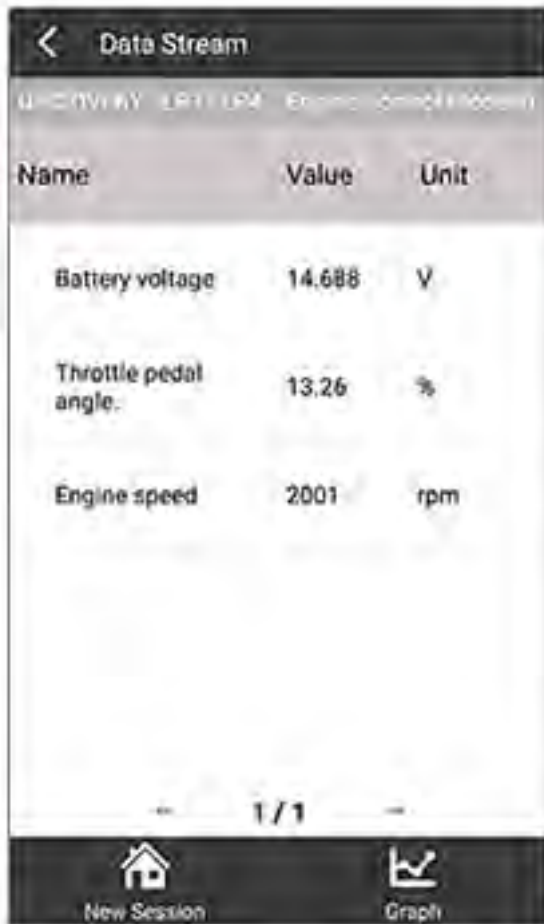 Data Stream
Name Value Unit
Battery voltage 14.688 V
Throttle pedal
angle. 13.26 %
Engine speed 2001 rpm
1 / 1
New Session Graph